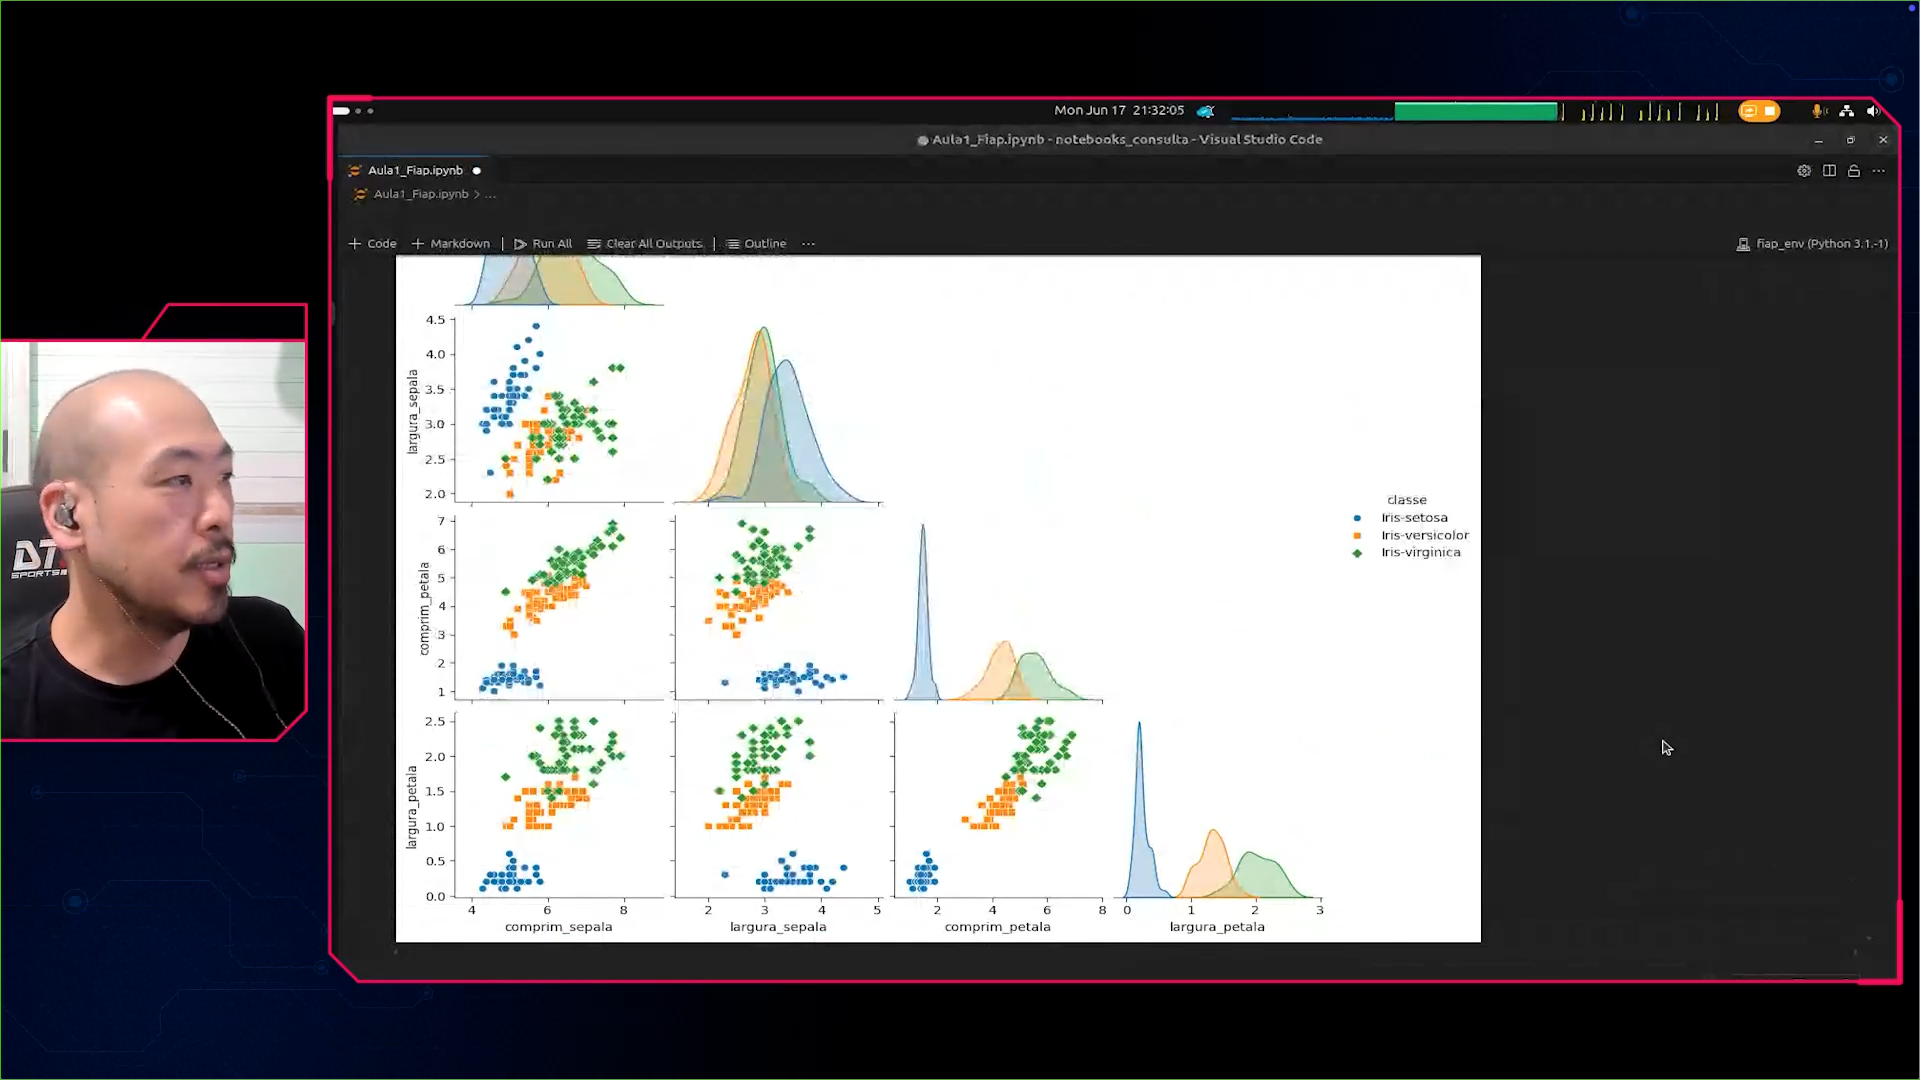 Mon Jun 17 21:32:05
Aula1_Fiap.ipynb - notebooks_consulta - Visual Studio Code
Aula1_Fiap.ipynb
Aula1_Fiap.ipynb > ...
+ Code + Markdown | Run All Clear All Outputs | Outline ...
fiap_env (Python 3.1.-1)
4.5
4.0
3.5
3.0
2.5
2.0
largura_sepala
7
6
5
4
3
2
1
comprim_petala
classe
Iris-setosa
Iris-versicolor
Iris-virginica
2.5
2.0
1.5
1.0
0.5
0.0
largura_petala
4 6 8 2 3 4 5 2 4 6 8 0 1 2 3
comprim_sepala largura_sepala comprim_petala largura_petala
DT
SPORTS